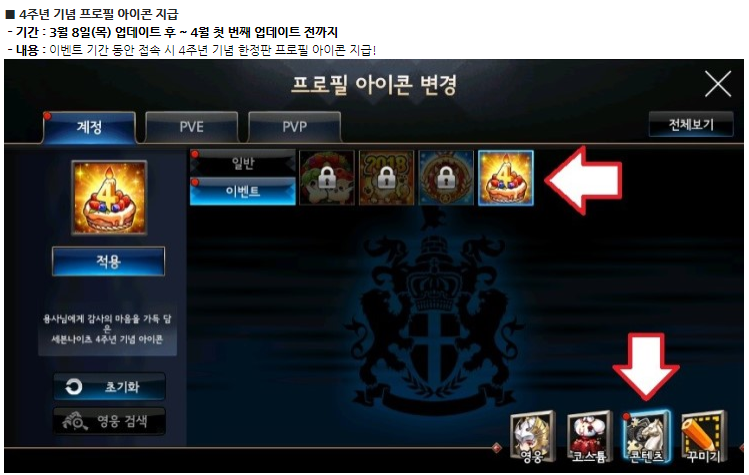 ■ 4주년 기념 프로필 아이콘 지급
- 기간 : 3월 8일(목) 업데이트 후 ~ 4월 첫 번째 업데이트 전까지
- 내용 : 이벤트 기간 동안 접속 시 4주년 기념 한정판 프로필 아이콘 지급!
프로필 아이콘 변경
계정 PVE PVP 전체보기
일반
2018
4
이벤트
4
적용
용사님에게 감사의 마음을 가득 담
은
세븐나이츠 4주년 기념 아이콘
초기화
영웅 검색
영웅 코스튬 콘텐츠 꾸미기